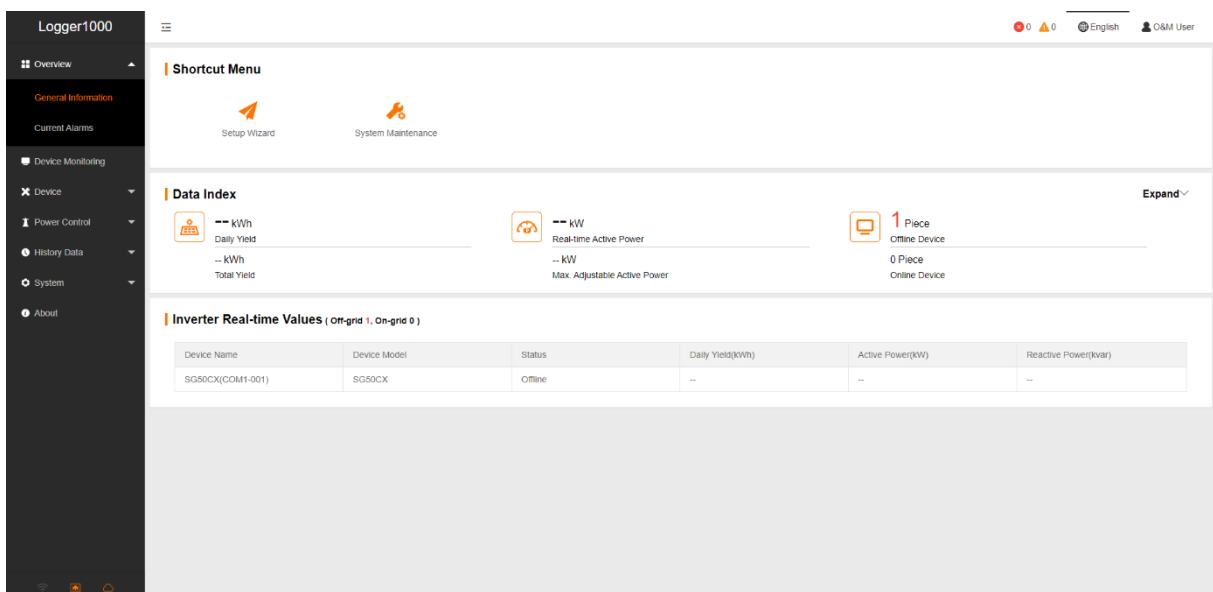 Logger1000
0 0 English O&M User
Overview
General Information
Current Alarms
Device Monitoring
Device
Power Control
History Data
System
About
Shortcut Menu
Setup Wizard System Maintenance
Data Index Expand
-- kWh
Daily Yield
-- kWh
Total Yield
-- kW
Real-time Active Power
-- kW
Max. Adjustable Active Power
1 Piece
Offline Device
0 Piece
Online Device
Inverter Real-time Values ( Off-grid 1, On-grid 0 )
Device Name Device Model Status Daily Yield(kWh) Active Power(kW) Reactive Power(kvar)
SG50CX(COM1-001) SG50CX Offline -- -- --